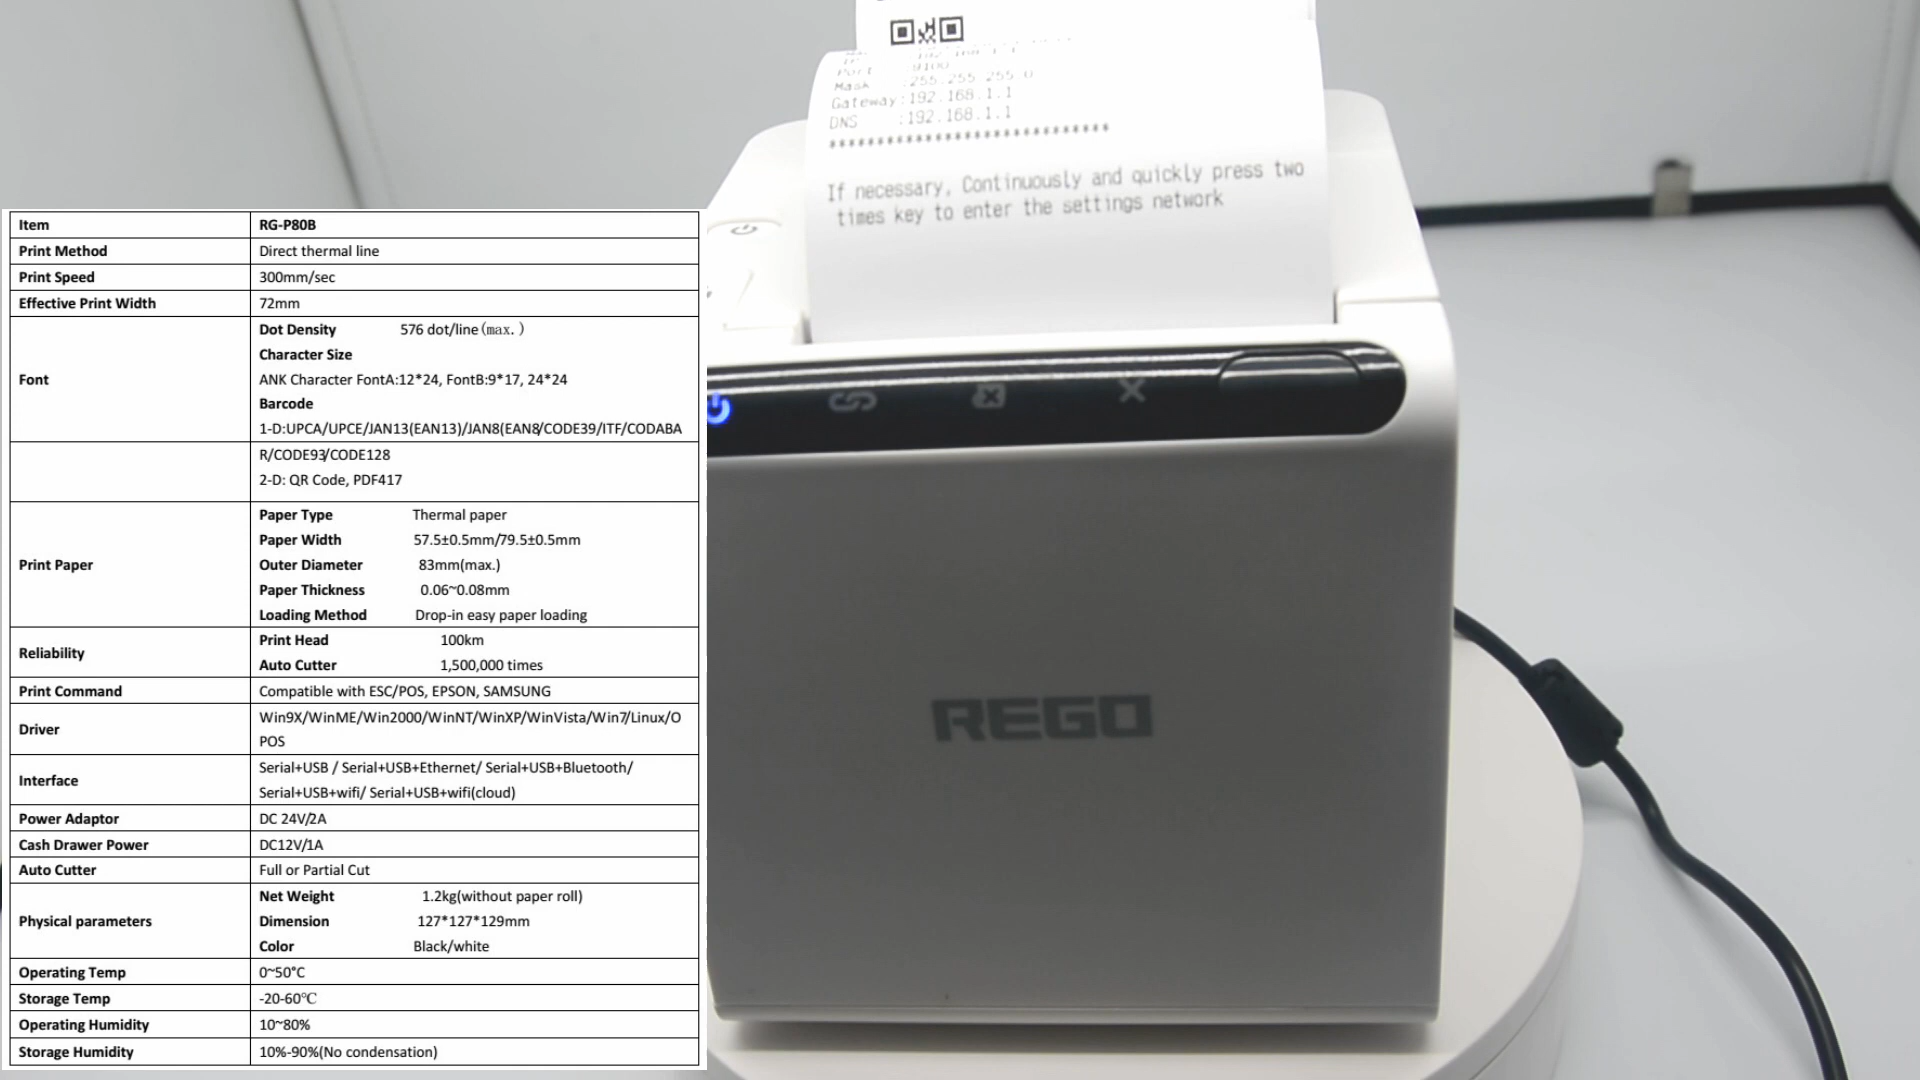 Item RG-P80B
Print Method Direct thermal line
Print Speed 300mm/sec
Effective Print Width 72mm
Font
Dot Density 576 dot/line(max.)
Character Size
ANK Character FontA:12*24, FontB:9*17, 24*24
Barcode
1-D:UPCA/UPCE/JAN13(EAN13)/JAN8(EAN8/CODE39/ITF/CODABA
R/CODE93/CODE128
2-D: QR Code, PDF417
Print Paper
Paper Type Thermal paper
Paper Width 57.5±0.5mm/79.5±0.5mm
Outer Diameter 83mm(max.)
Paper Thickness 0.06~0.08mm
Loading Method Drop-in easy paper loading
Reliability
Print Head 100km
Auto Cutter 1,500,000 times
Print Command Compatible with ESC/POS, EPSON, SAMSUNG
Driver
Win9X/WinME/Win2000/WinNT/WinXP/WinVista/Win7/Linux/O
POS
Interface
Serial+USB / Serial+USB+Ethernet/ Serial+USB+Bluetooth/
Serial+USB+wifi/ Serial+USB+wifi(cloud)
Power Adaptor DC 24V/2A
Cash Drawer Power DC12V/1A
Auto Cutter Full or Partial Cut
Physical parameters
Net Weight 1.2kg(without paper roll)
Dimension 127*127*129mm
Color Black/white
Operating Temp 0~50°C
Storage Temp -20-60℃
Operating Humidity 10~80%
Storage Humidity 10%-90%(No condensation)
Port :9100
Mask :255.255.255.0
Gateway:192.168.1.1
DNS :192.168.1.1
*****************************
If necessary, Continuously and quickly press two
times key to enter the settings network
REGO